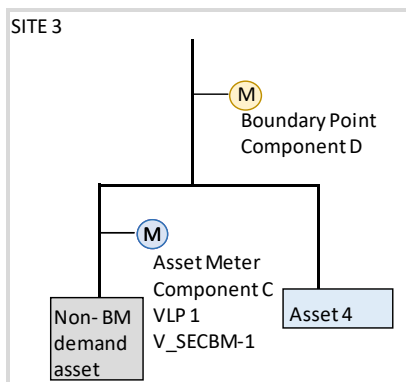 SITE 3
M
Boundary Point
Component D
M
Asset Meter
Component C
VLP 1
V_SECBM-1
Non- BM
demand
asset
Asset 4